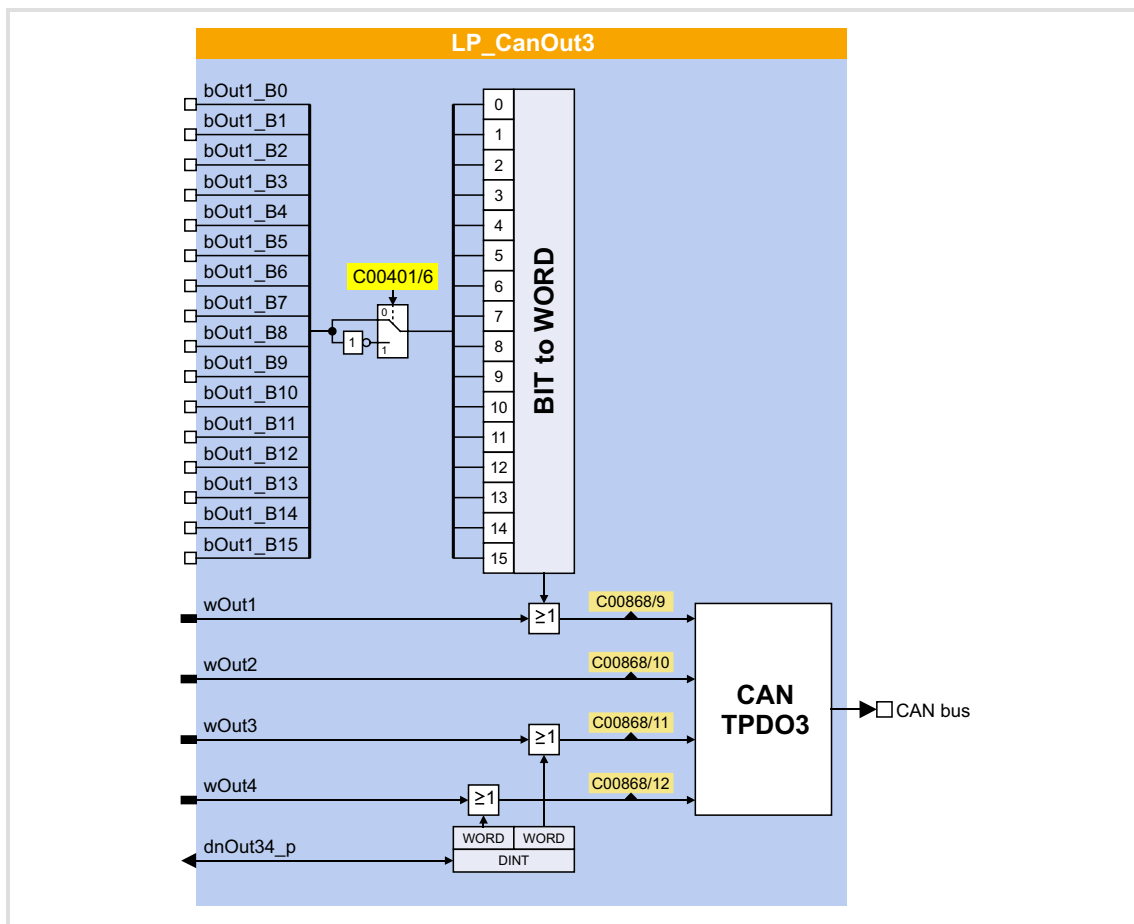 LP_CanOut3
bOut1_B0
bOut1_B1
bOut1_B2
bOut1_B3
bOut1_B4
bOut1_B5
bOut1_B6
bOut1_B7
bOut1_B8
bOut1_B9
bOut1_B10
bOut1_B11
bOut1_B12
bOut1_B13
bOut1_B14
bOut1_B15
C00401/6
0
1
1
0
1
2
3
4
5
6
7
8
9
10
11
12
13
14
15
BIT to WORD
wOut1
≥1
C00868/9
wOut2
C00868/10
wOut3
≥1
C00868/11
wOut4
≥1
C00868/12
CAN
TPDO3
CAN bus
dnOut34_p
WORD WORD
DINT